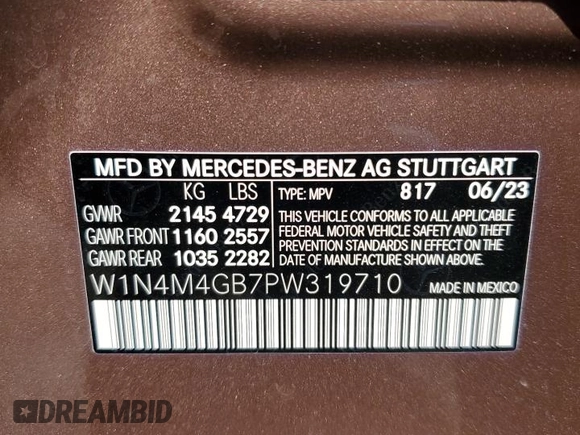 MFD BY MERCEDES-BENZ AG STUTTGART
KG LBS TYPE: MPV 817 06/23
GWWR 2145 4729
GAWR FRONT 1160 2557
GAWR REAR 1035 2282
THIS VEHICLE CONFORMS TO ALL APPLICABLE
FEDERAL MOTOR VEHICLE SAFETY AND THEFT
PREVENTION STANDARDS IN EFFECT ON THE
DATE OF MANUFACTURE SHOWN ABOVE.
W1N4M4GB7PW319710
MADE IN MEXICO
DREAMBID